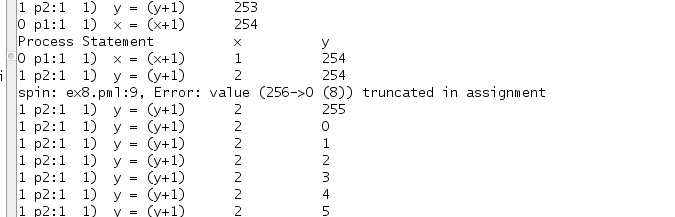 1 p2:1  1)  y = (y+1)      253
0 p1:1  1)  x = (x+1)      254
Process Statement          x          y
0 p1:1  1)  x = (x+1)      1          254
1 p2:1  1)  y = (y+1)      2          254
spin: ex8.pml:9, Error: value (256->0 (8)) truncated in assignment
1 p2:1  1)  y = (y+1)      2          255
1 p2:1  1)  y = (y+1)      2          0
1 p2:1  1)  y = (y+1)      2          1
1 p2:1  1)  y = (y+1)      2          2
1 p2:1  1)  y = (y+1)      2          3
1 p2:1  1)  y = (y+1)      2          4
1 p2:1  1)  y = (y+1)      2          5